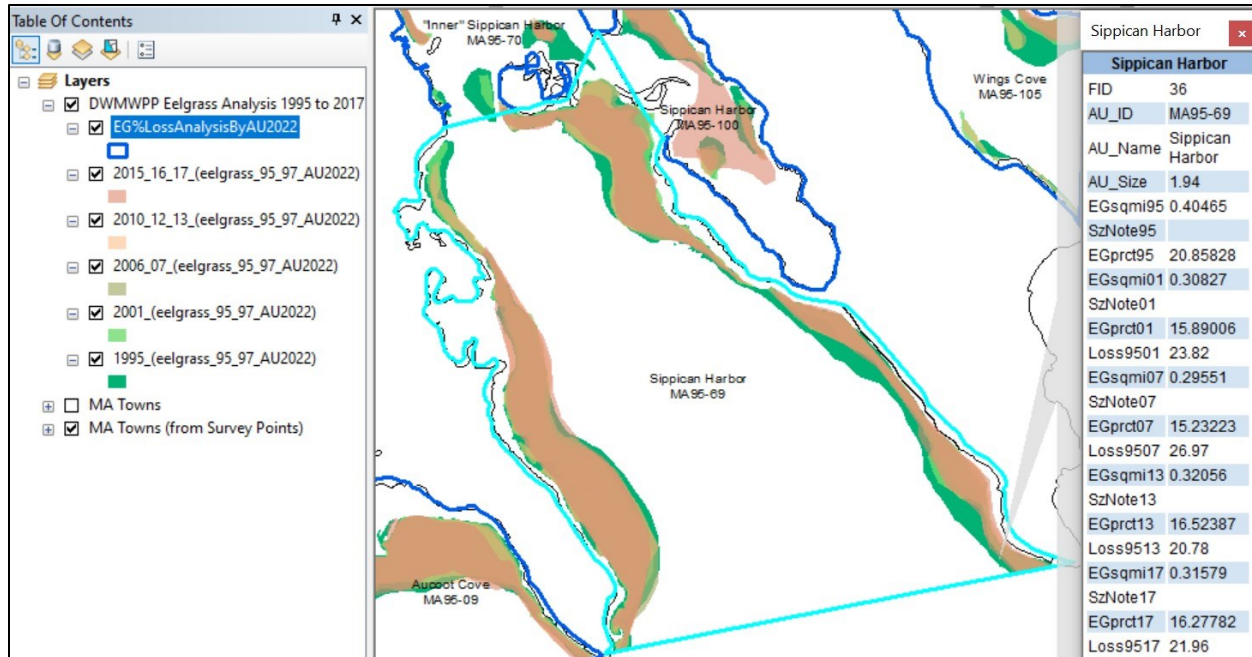 Table Of Contents
Layers
DWMWPP Eelgrass Analysis 1995 to 2017
EG%LossAnalysisByAU2022
2015_16_17_(eelgrass_95_97_AU2022)
2010_12_13_(eelgrass_95_97_AU2022)
2006_07_(eelgrass_95_97_AU2022)
2001_(eelgrass_95_97_AU2022)
1995_(eelgrass_95_97_AU2022)
MA Towns
MA Towns (from Survey Points)
"Inner" Sippican Harbor
MA95-70
Sippican Harbor
MA95-100
Wings Cove
MA95-105
Sippican Harbor
MA95-69
Aucoot Cove
MA95-09
Sippican Harbor
x
Sippican Harbor
FID 36
AU_ID MA95-69
AU_Name Sippican
Harbor
AU_Size 1.94
EGsqmi95 0.40465
SzNote95
EGprct95 20.85828
EGsqmi01 0.30827
SzNote01
EGprct01 15.89006
Loss9501 23.82
EGsqmi07 0.29551
SzNote07
EGprct07 15.23223
Loss9507 26.97
EGsqmi13 0.32056
SzNote13
EGprct13 16.52387
Loss9513 20.78
EGsqmi17 0.31579
SzNote17
EGprct17 16.27782
Loss9517 21.96